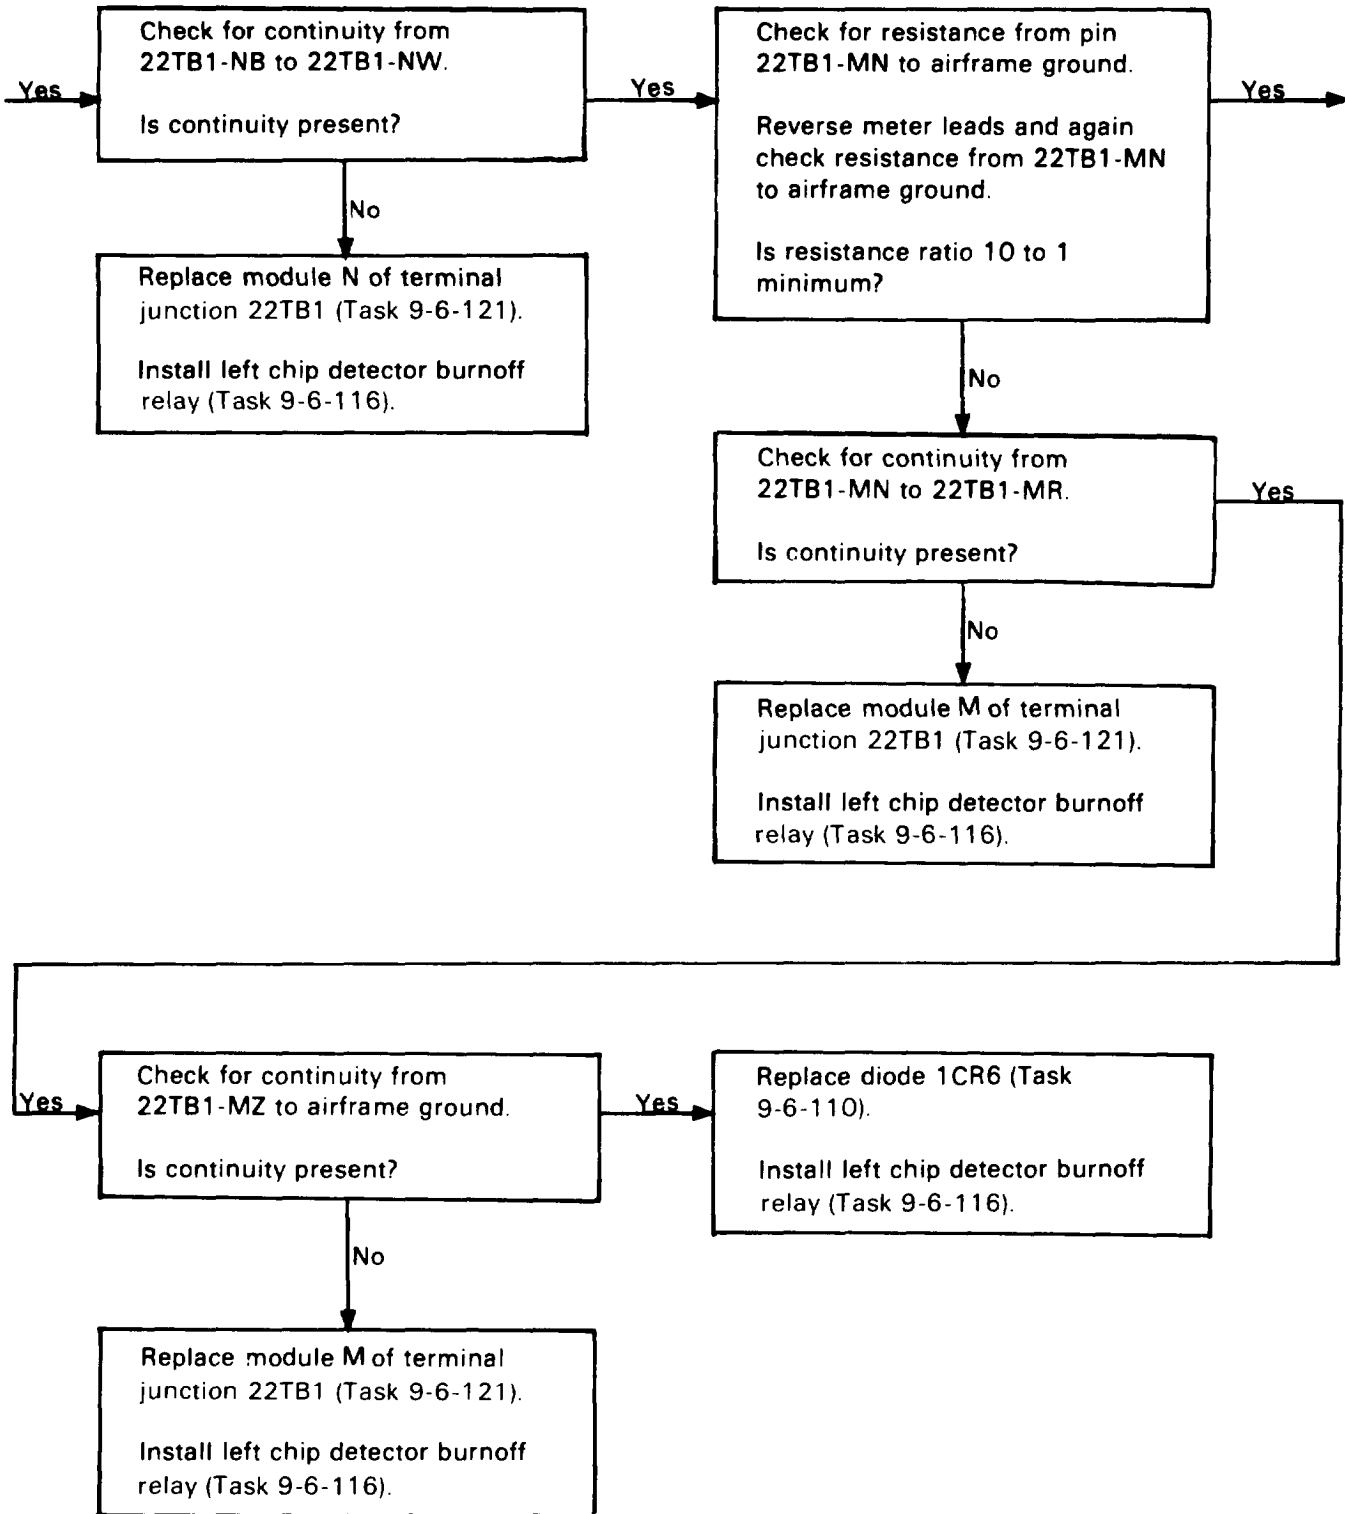 Yes
Check for continuity from
22TB1-NB to 22TB1-NW.
Is continuity present?
Yes
Check for resistance from pin
22TB1-MN to airframe ground.
Reverse meter leads and again
check resistance from 22TB1-MN
to airframe ground.
Is resistance ratio 10 to 1
minimum?
Yes
No
Replace module N of terminal
junction 22TB1 (Task 9-6-121).
Install left chip detector burnoff
relay (Task 9-6-116).
No
Check for continuity from
22TB1-MN to 22TB1-MR.
Is continuity present?
Yes
No
Replace module M of terminal
junction 22TB1 (Task 9-6-121).
Install left chip detector burnoff
relay (Task 9-6-116).
Yes
Check for continuity from
22TB1-MZ to airframe ground.
Is continuity present?
Yes
Replace diode 1CR6 (Task
9-6-110).
Install left chip detector burnoff
relay (Task 9-6-116).
No
Replace module M of terminal
junction 22TB1 (Task 9-6-121).
Install left chip detector burnoff
relay (Task 9-6-116).